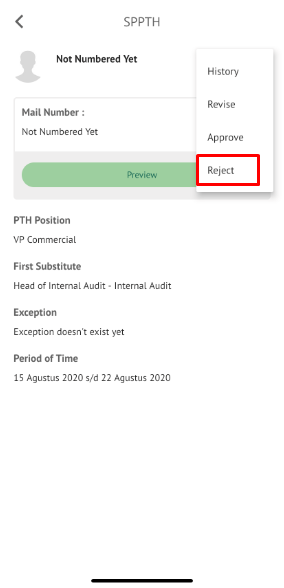 SPPTH
Not Numbered Yet
History
Revise
Approve
Reject
Mail Number :
Not Numbered Yet
Preview
PTH Position
VP Commercial
First Substitute
Head of Internal Audit - Internal Audit
Exception
Exception doesn't exist yet
Period of Time
15 Agustus 2020 s/d 22 Agustus 2020